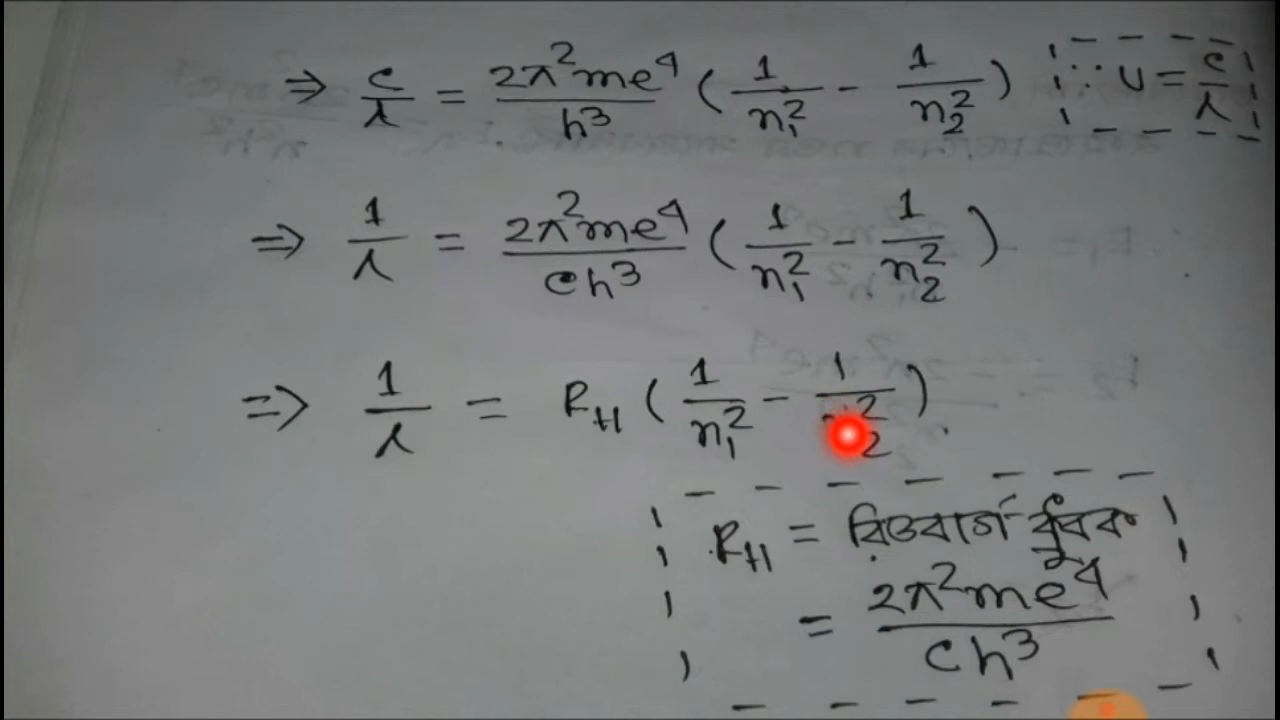 ⇒ c/λ = 2π²me⁴/h³ (1/n₁² - 1/n₂²) ∵ υ = c/λ
⇒ 1/λ = 2π²me⁴/ch³ (1/n₁² - 1/n₂²)
⇒ 1/λ = R_H (1/n₁² - 1/n₂²).
R_H = রিডবার্গ ধ্রুবক
= 2π²me⁴/ch³